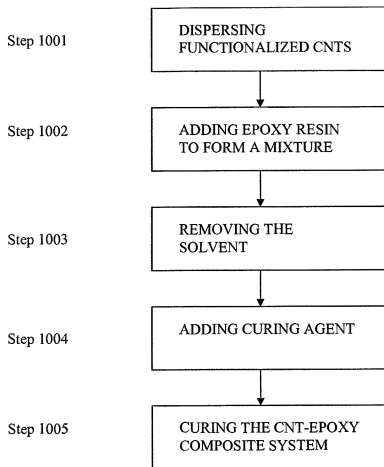 Step 1001
DISPERSING
FUNCTIONALIZED CNTS
Step 1002
ADDING EPOXY RESIN
TO FORM A MIXTURE
Step 1003
REMOVING THE
SOLVENT
Step 1004
ADDING CURING AGENT
Step 1005
CURING THE CNT-EPOXY
COMPOSITE SYSTEM